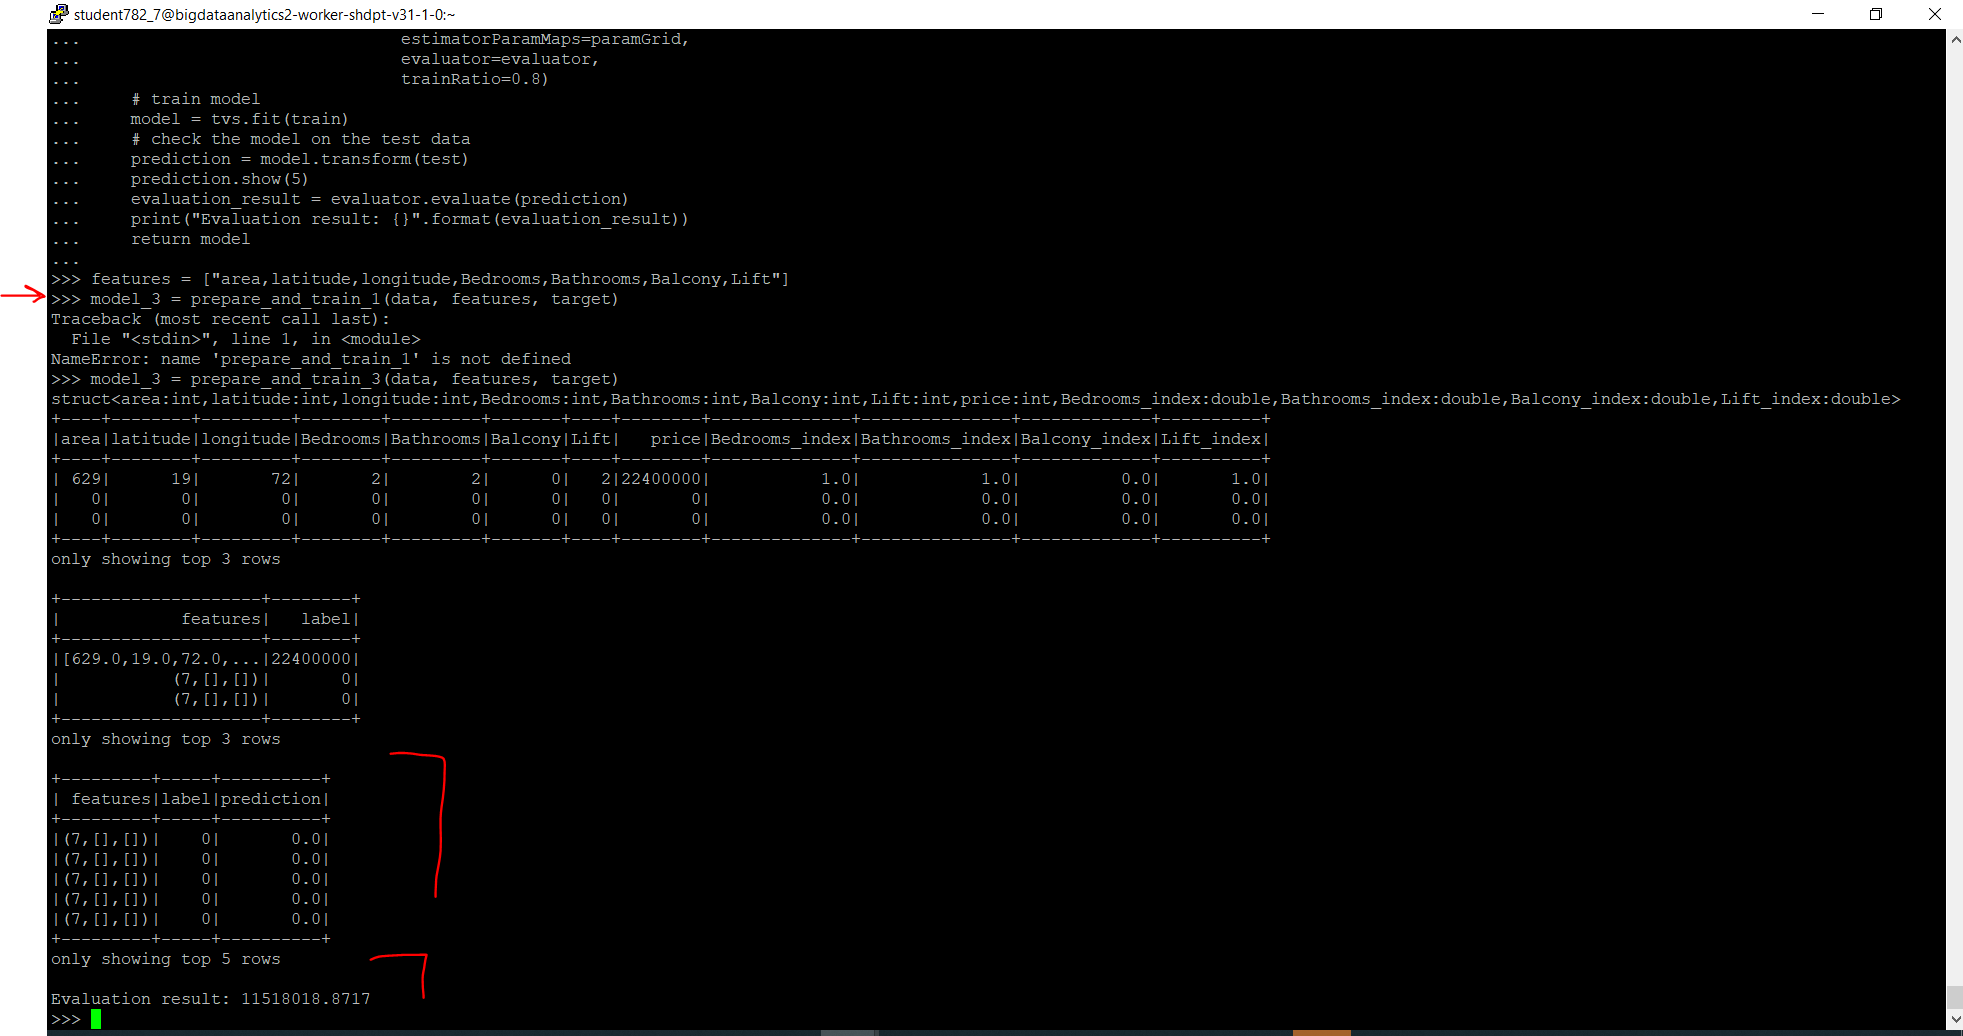 student782_7@bigdataanalytics2-worker-shdpt-v31-1-0:~
...                                estimatorParamMaps=paramGrid,
...                                evaluator=evaluator,
...                                trainRatio=0.8)
...     # train model
...     model = tvs.fit(train)
...     # check the model on the test data
...     prediction = model.transform(test)
...     prediction.show(5)
...     evaluation_result = evaluator.evaluate(prediction)
...     print("Evaluation result: {}".format(evaluation_result))
...     return model
...
>>> features = ["area,latitude,longitude,Bedrooms,Bathrooms,Balcony,Lift"]
>>> model_3 = prepare_and_train_1(data, features, target)
Traceback (most recent call last):
  File "<stdin>", line 1, in <module>
NameError: name 'prepare_and_train_1' is not defined
>>> model_3 = prepare_and_train_3(data, features, target)
struct<area:int,latitude:int,longitude:int,Bedrooms:int,Bathrooms:int,Balcony:int,Lift:int,price:int,Bedrooms_index:double,Bathrooms_index:double,Balcony_index:double,Lift_index:double>
+----+--------+---------+--------+---------+-------+----+--------+--------------+---------------+-------------+----------+
|area|latitude|longitude|Bedrooms|Bathrooms|Balcony|Lift|   price|Bedrooms_index|Bathrooms_index|Balcony_index|Lift_index|
+----+--------+---------+--------+---------+-------+----+--------+--------------+---------------+-------------+----------+
| 629|      19|       72|       2|        2|      0|   2|22400000|           1.0|            1.0|          0.0|       1.0|
|   0|       0|        0|       0|        0|      0|   0|       0|           0.0|            0.0|          0.0|       0.0|
|   0|       0|        0|       0|        0|      0|   0|       0|           0.0|            0.0|          0.0|       0.0|
+----+--------+---------+--------+---------+-------+----+--------+--------------+---------------+-------------+----------+
only showing top 3 rows
+--------------------+--------+
|            features|   label|
+--------------------+--------+
|[629.0,19.0,72.0,...|22400000|
|           (7,[],[])|       0|
|           (7,[],[])|       0|
+--------------------+--------+
only showing top 3 rows
+---------+-----+----------+
| features|label|prediction|
+---------+-----+----------+
|(7,[],[])|    0|       0.0|
|(7,[],[])|    0|       0.0|
|(7,[],[])|    0|       0.0|
|(7,[],[])|    0|       0.0|
|(7,[],[])|    0|       0.0|
+---------+-----+----------+
only showing top 5 rows
Evaluation result: 11518018.8717
>>>